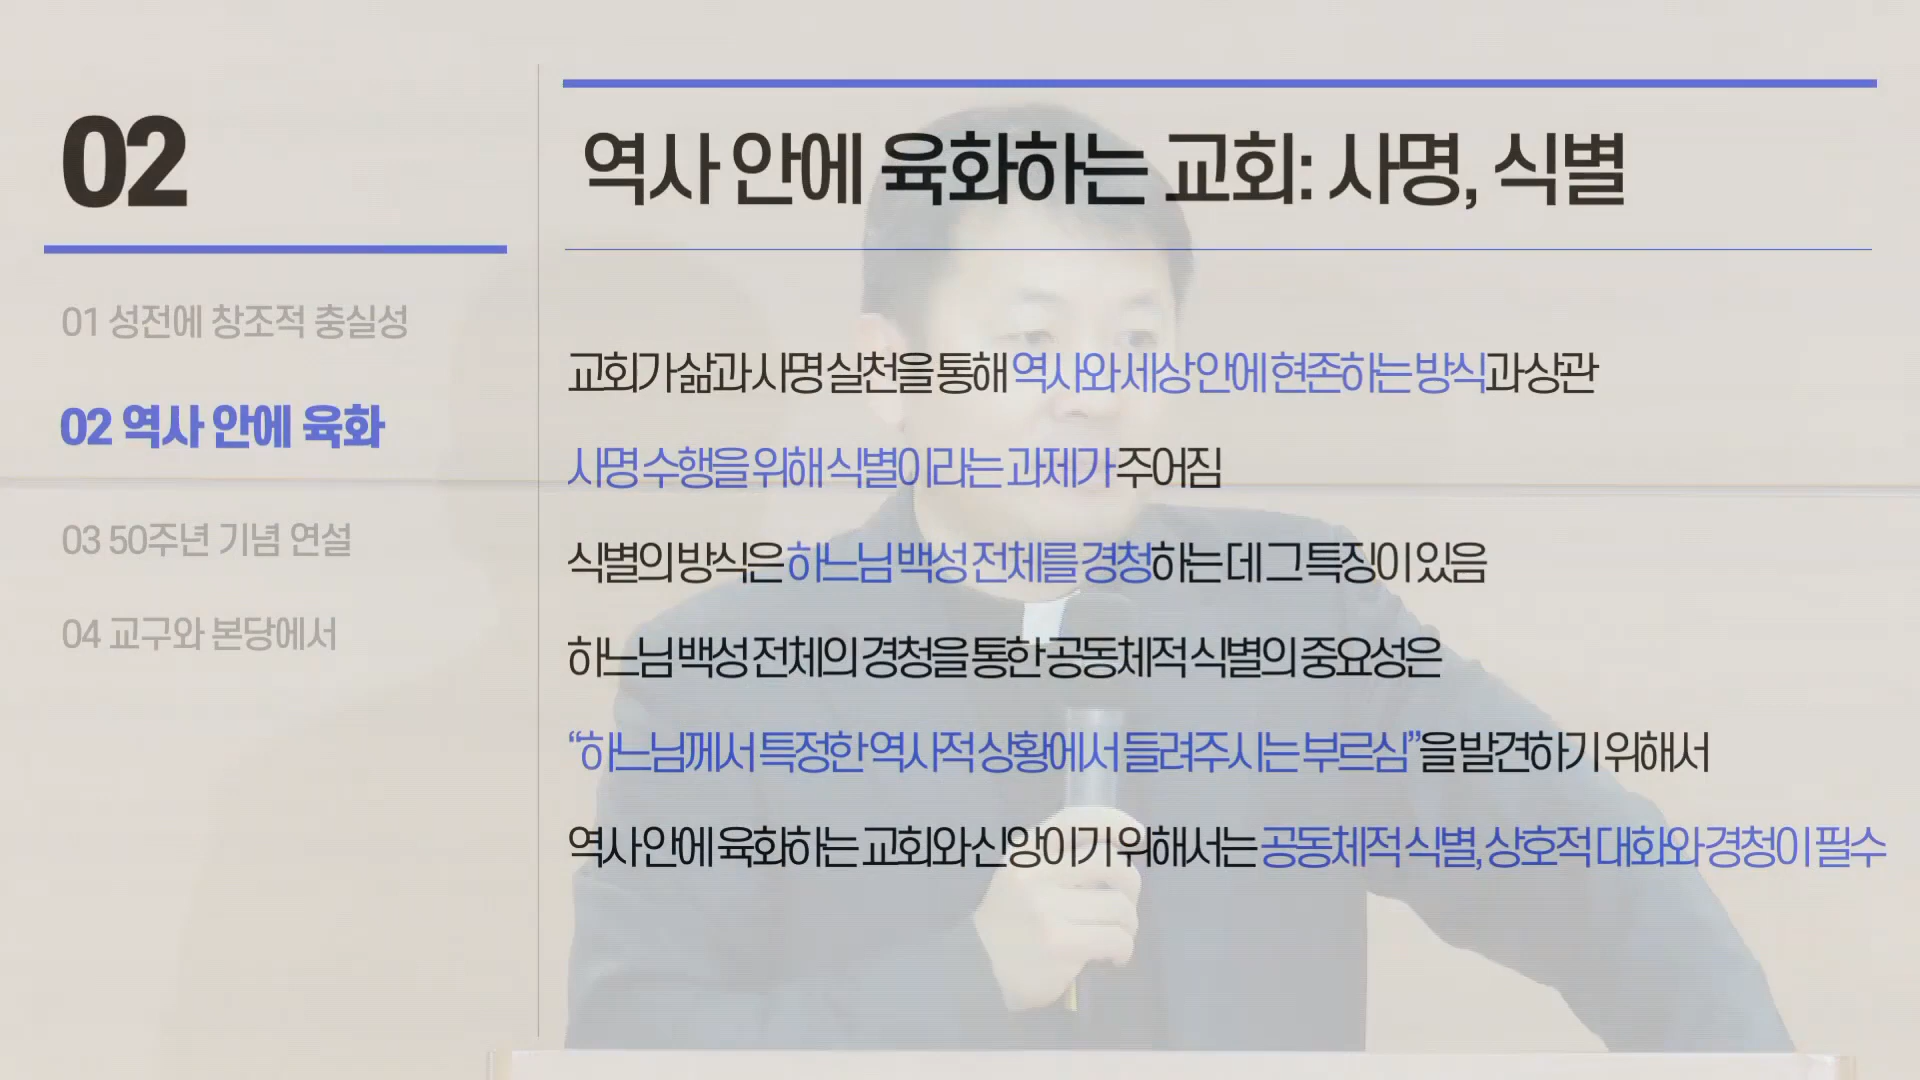 02
01 성전에 창조적 충실성
02 역사 안에 육화
03 50주년 기념 연설
04 교구와 본당에서
역사 안에 육화하는 교회: 사명, 식별
교회가 삶과 사명 실천을 통해 역사와 세상 안에 현존하는 방식과 상관
사명 수행을 위해 식별이라는 과제가 주어짐
식별의 방식은 하느님 백성 전체를 경청하는 데 그 특징이 있음
하느님 백성 전체의 경청을 통한 공동체적 식별의 중요성은
“하느님께서 특정한 역사적 상황에서 들려주시는 부르심”을 발견하기 위해서
역사 안에 육화하는 교회와 신앙이기 위해서는 공동체적 식별, 상호적 대화와 경청이 필수